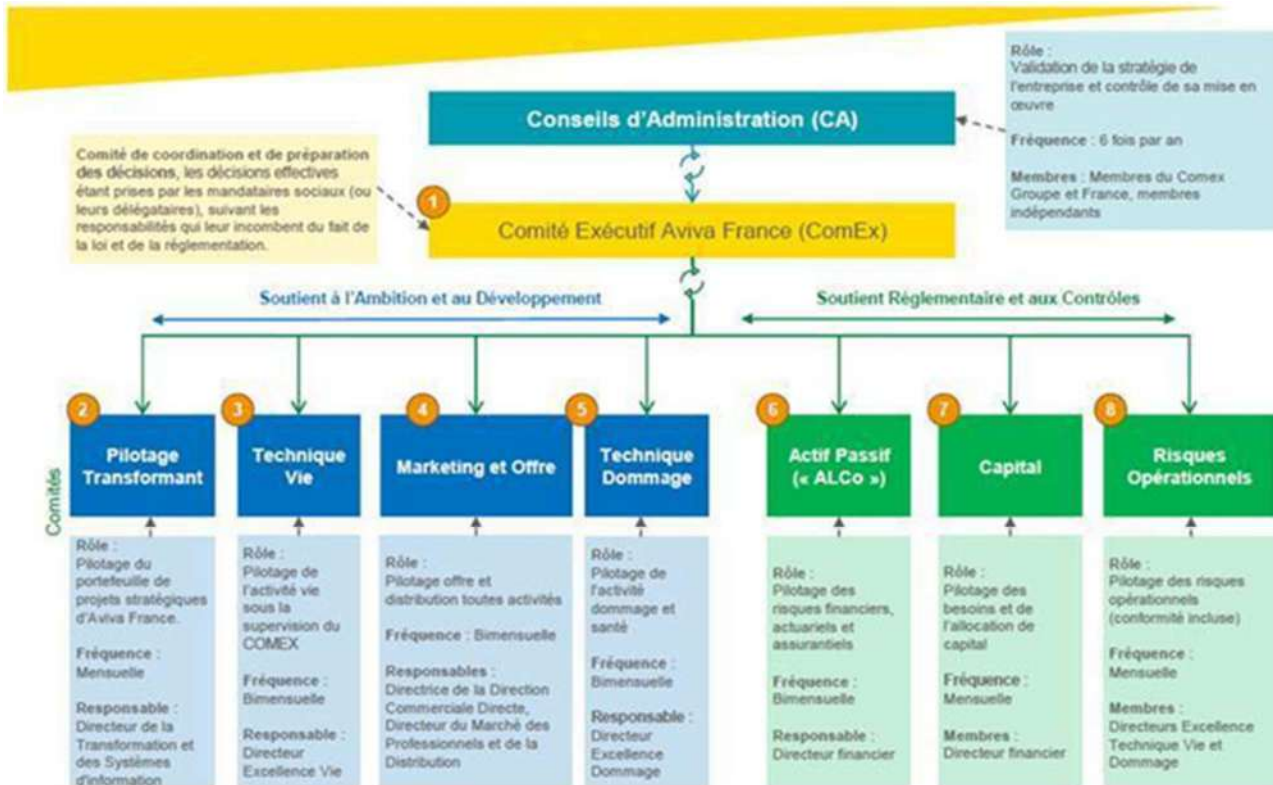 Rôle :
Validation de la stratégie de
l'entreprise et contrôle de sa mise en
œuvre
Fréquence : 6 fois par an
Membres : Membres du Comex
Groupe et France, membres
indépendants
Conseils d'Administration (CA)
Comité de coordination et de préparation
des décisions, les décisions effectives
étant prises par les mandataires sociaux (ou
leurs délégataires), suivant les
responsabilités qui leur incombent du fait de
la loi et de la réglementation.
1
Comité Exécutif Aviva France (ComEx)
Soutient à l'Ambition et au Développement
Soutient Réglementaire et aux Contrôles
Comités
2
Pilotage
Transformant
Rôle :
Pilotage du
portefeuille de
projets stratégiques
d'Aviva France.
Fréquence :
Mensuelle
Responsable :
Directeur de la
Transformation et
des Systèmes
d'information
3
Technique
Vie
Rôle :
Pilotage de
l'activité vie
sous la
supervision du
COMEX
Fréquence :
Bimensuelle
Responsable :
Directeur
Excellence Vie
4
Marketing et Offre
Rôle :
Pilotage offre et
distribution toutes activités
Fréquence : Bimensuelle
Responsables :
Directrice de la Direction
Commerciale Directe,
Directeur du Marché des
Professionnels et de la
Distribution
5
Technique
Dommage
Rôle :
Pilotage de
l'activité
dommage et
santé
Fréquence :
Bimensuelle
Responsable :
Directeur
Excellence
Dommage
6
Actif Passif
(« ALCo »)
Rôle :
Pilotage des
risques financiers,
actuariels et
assurantiels
Fréquence :
Bimensuelle
Responsable :
Directeur financier
7
Capital
Rôle :
Pilotage des
besoins et de
l'allocation de
capital
Fréquence :
Mensuelle
Membres :
Directeur financier
8
Risques
Opérationnels
Rôle :
Pilotage des risques
opérationnels
(conformité incluse)
Fréquence :
Mensuelle
Membres :
Directeurs Excellence
Technique Vie et
Dommage